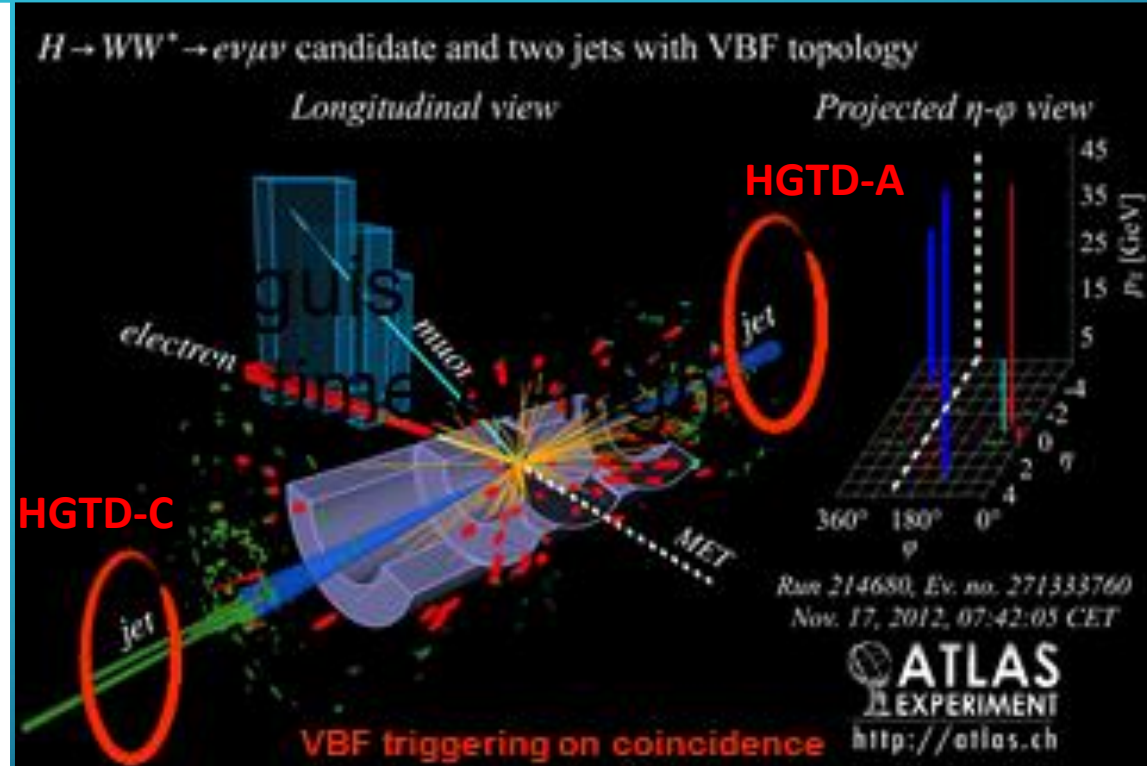 H→WW*→eνμν candidate and two jets with VBF topology
Longitudinal view
Projected η-φ view
HGTD-A
45
35
25
15
5
pT [GeV]
guis
time
electron
muon
jet
-4
-2
0
2
4
η
360° 180° 0°
φ
HGTD-C
jet
MET
Run 214680, Ev. no. 271333760
Nov. 17, 2012, 07:42:05 CET
ATLAS
EXPERIMENT
http://atlas.ch
VBF triggering on coincidence